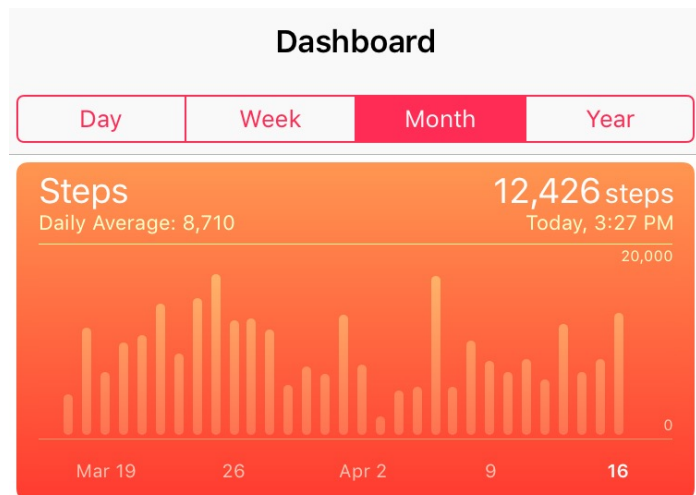 Dashboard
Day Week Month Year
Steps 12,426 steps
Daily Average: 8,710 Today, 3:27 PM
20,000
0
Mar 19 26 Apr 2 9 16